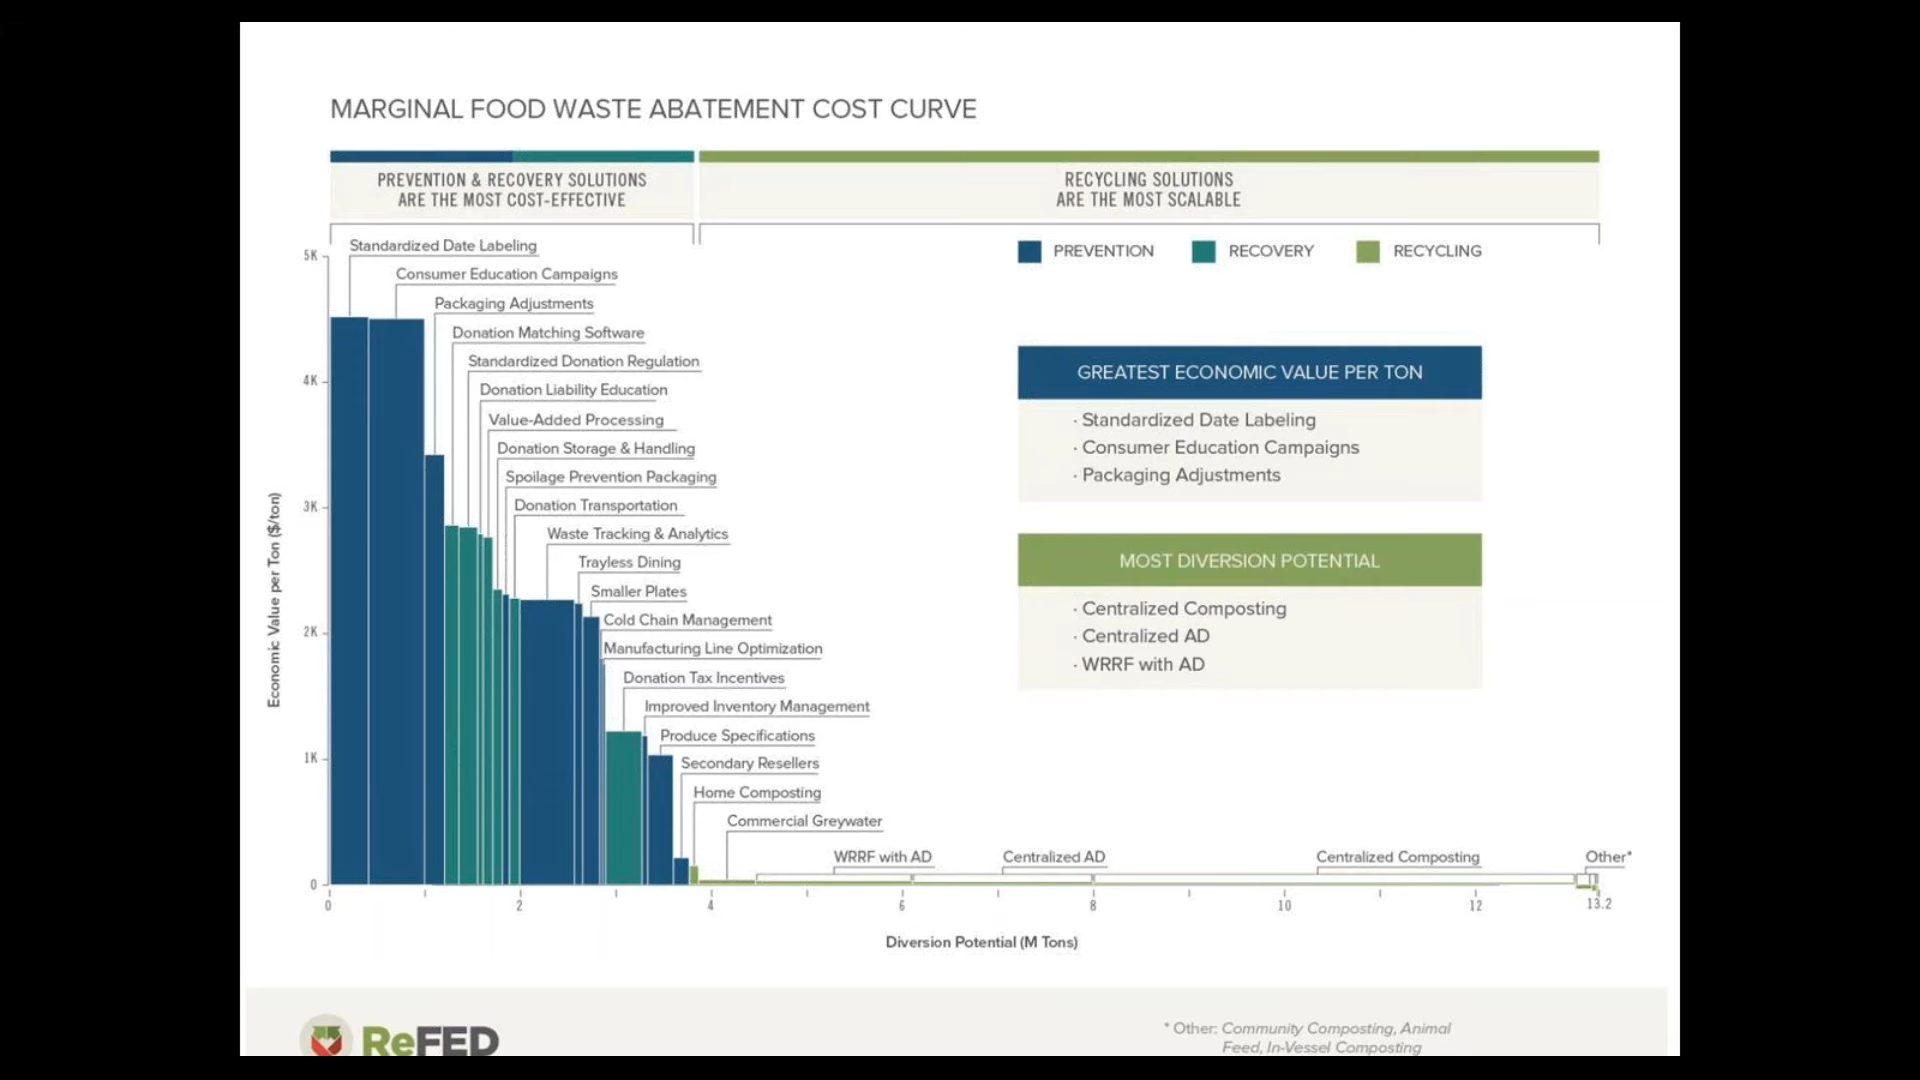 MARGINAL FOOD WASTE ABATEMENT COST CURVE
PREVENTION & RECOVERY SOLUTIONS
ARE THE MOST COST-EFFECTIVE
RECYCLING SOLUTIONS
ARE THE MOST SCALABLE
PREVENTION
RECOVERY
RECYCLING
Standardized Date Labeling
Consumer Education Campaigns
Packaging Adjustments
Donation Matching Software
Standardized Donation Regulation
Donation Liability Education
Value-Added Processing
Donation Storage & Handling
Spoilage Prevention Packaging
Donation Transportation
Waste Tracking & Analytics
Trayless Dining
Smaller Plates
Cold Chain Management
Manufacturing Line Optimization
Donation Tax Incentives
Improved Inventory Management
Produce Specifications
Secondary Resellers
Home Composting
Commercial Greywater
WRRF with AD
Centralized AD
Centralized Composting
Other*
GREATEST ECONOMIC VALUE PER TON
· Standardized Date Labeling
· Consumer Education Campaigns
· Packaging Adjustments
MOST DIVERSION POTENTIAL
· Centralized Composting
· Centralized AD
· WRRF with AD
Economic Value per Ton ($/ton)
5K
4K
3K
2K
1K
0
0
2
4
6
8
10
12
13.2
Diversion Potential (M Tons)
ReFED
* Other: Community Composting, Animal
Feed, In-Vessel Composting